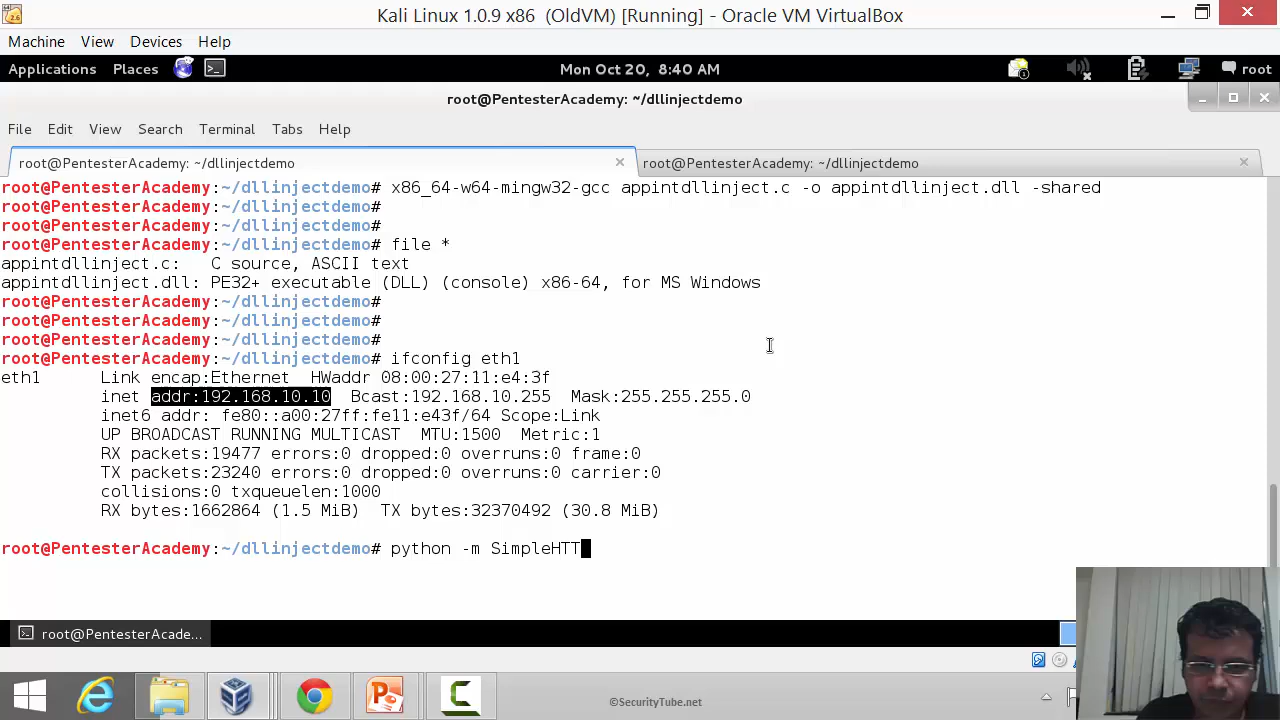 Kali Linux 1.0.9 x86 (OldVM) [Running] - Oracle VM VirtualBox
Machine View Devices Help
Applications Places Mon Oct 20, 8:40 AM root
root@PentesterAcademy: ~/dllinjectdemo
File Edit View Search Terminal Tabs Help
root@PentesterAcademy: ~/dllinjectdemo root@PentesterAcademy: ~/dllinjectdemo
root@PentesterAcademy:~/dllinjectdemo# x86_64-w64-mingw32-gcc appintdllinject.c -o appintdllinject.dll -shared
root@PentesterAcademy:~/dllinjectdemo#
root@PentesterAcademy:~/dllinjectdemo#
root@PentesterAcademy:~/dllinjectdemo# file *
appintdllinject.c: C source, ASCII text
appintdllinject.dll: PE32+ executable (DLL) (console) x86-64, for MS Windows
root@PentesterAcademy:~/dllinjectdemo#
root@PentesterAcademy:~/dllinjectdemo#
root@PentesterAcademy:~/dllinjectdemo#
root@PentesterAcademy:~/dllinjectdemo# ifconfig eth1
eth1 Link encap:Ethernet HWaddr 08:00:27:11:e4:3f
inet addr:192.168.10.10 Bcast:192.168.10.255 Mask:255.255.255.0
inet6 addr: fe80::a00:27ff:fe11:e43f/64 Scope:Link
UP BROADCAST RUNNING MULTICAST MTU:1500 Metric:1
RX packets:19477 errors:0 dropped:0 overruns:0 frame:0
TX packets:23240 errors:0 dropped:0 overruns:0 carrier:0
collisions:0 txqueuelen:1000
RX bytes:1662864 (1.5 MiB) TX bytes:32370492 (30.8 MiB)
root@PentesterAcademy:~/dllinjectdemo# python -m SimpleHTT
root@PentesterAcade...
©SecurityTube.net